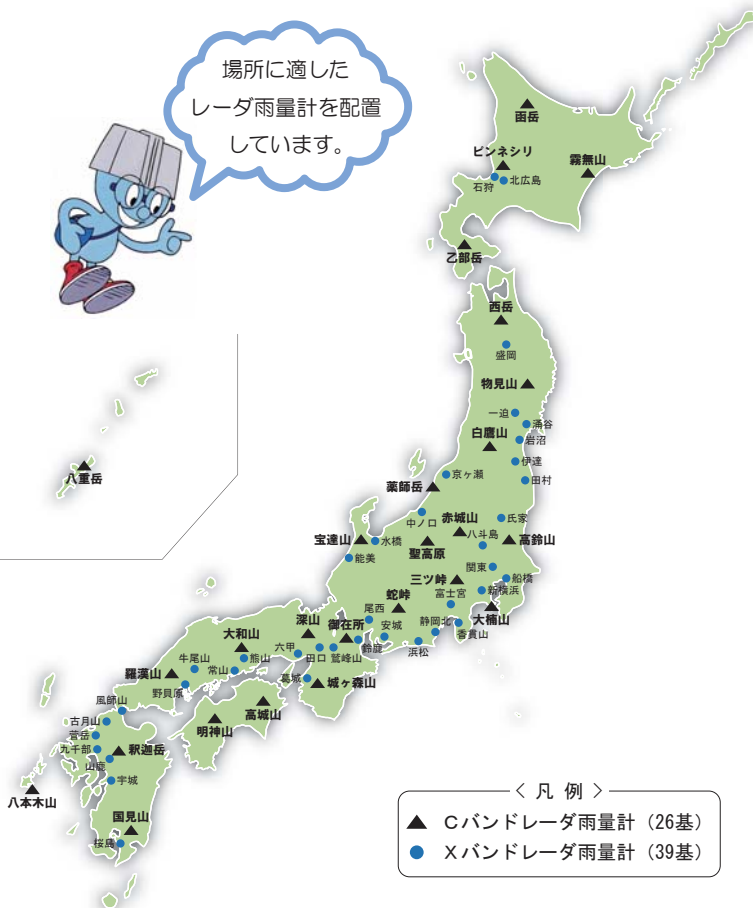 場所に適した
レーダ雨量計を配置
しています。
函岳
ピンネシリ
霧無山
石狩
北広島
乙部岳
西岳
盛岡
物見山
一迫
涌谷
白鷹山
岩沼
伊達
京ヶ瀬
田村
薬師岳
八重岳
中ノ口
赤城山
氏家
宝達山
水橋
八斗島
聖高原
高鈴山
能美
関東
三ツ峠
船橋
新横浜
富士宮
蛇峠
尾西
深山
御在所
安城
静岡北
大楠山
香貫山
大和山
六甲
田口
鷲峰山
鈴鹿
浜松
牛尾山
熊山
羅漢山
常山
葛城
城ヶ森山
野貝原
風師山
高城山
古月山
明神山
菅岳
九千部
釈迦岳
山鹿
宇城
八本木山
国見山
桜島
〈 凡 例 〉
▲ Cバンドレーダ雨量計（26基）
● Xバンドレーダ雨量計（39基）